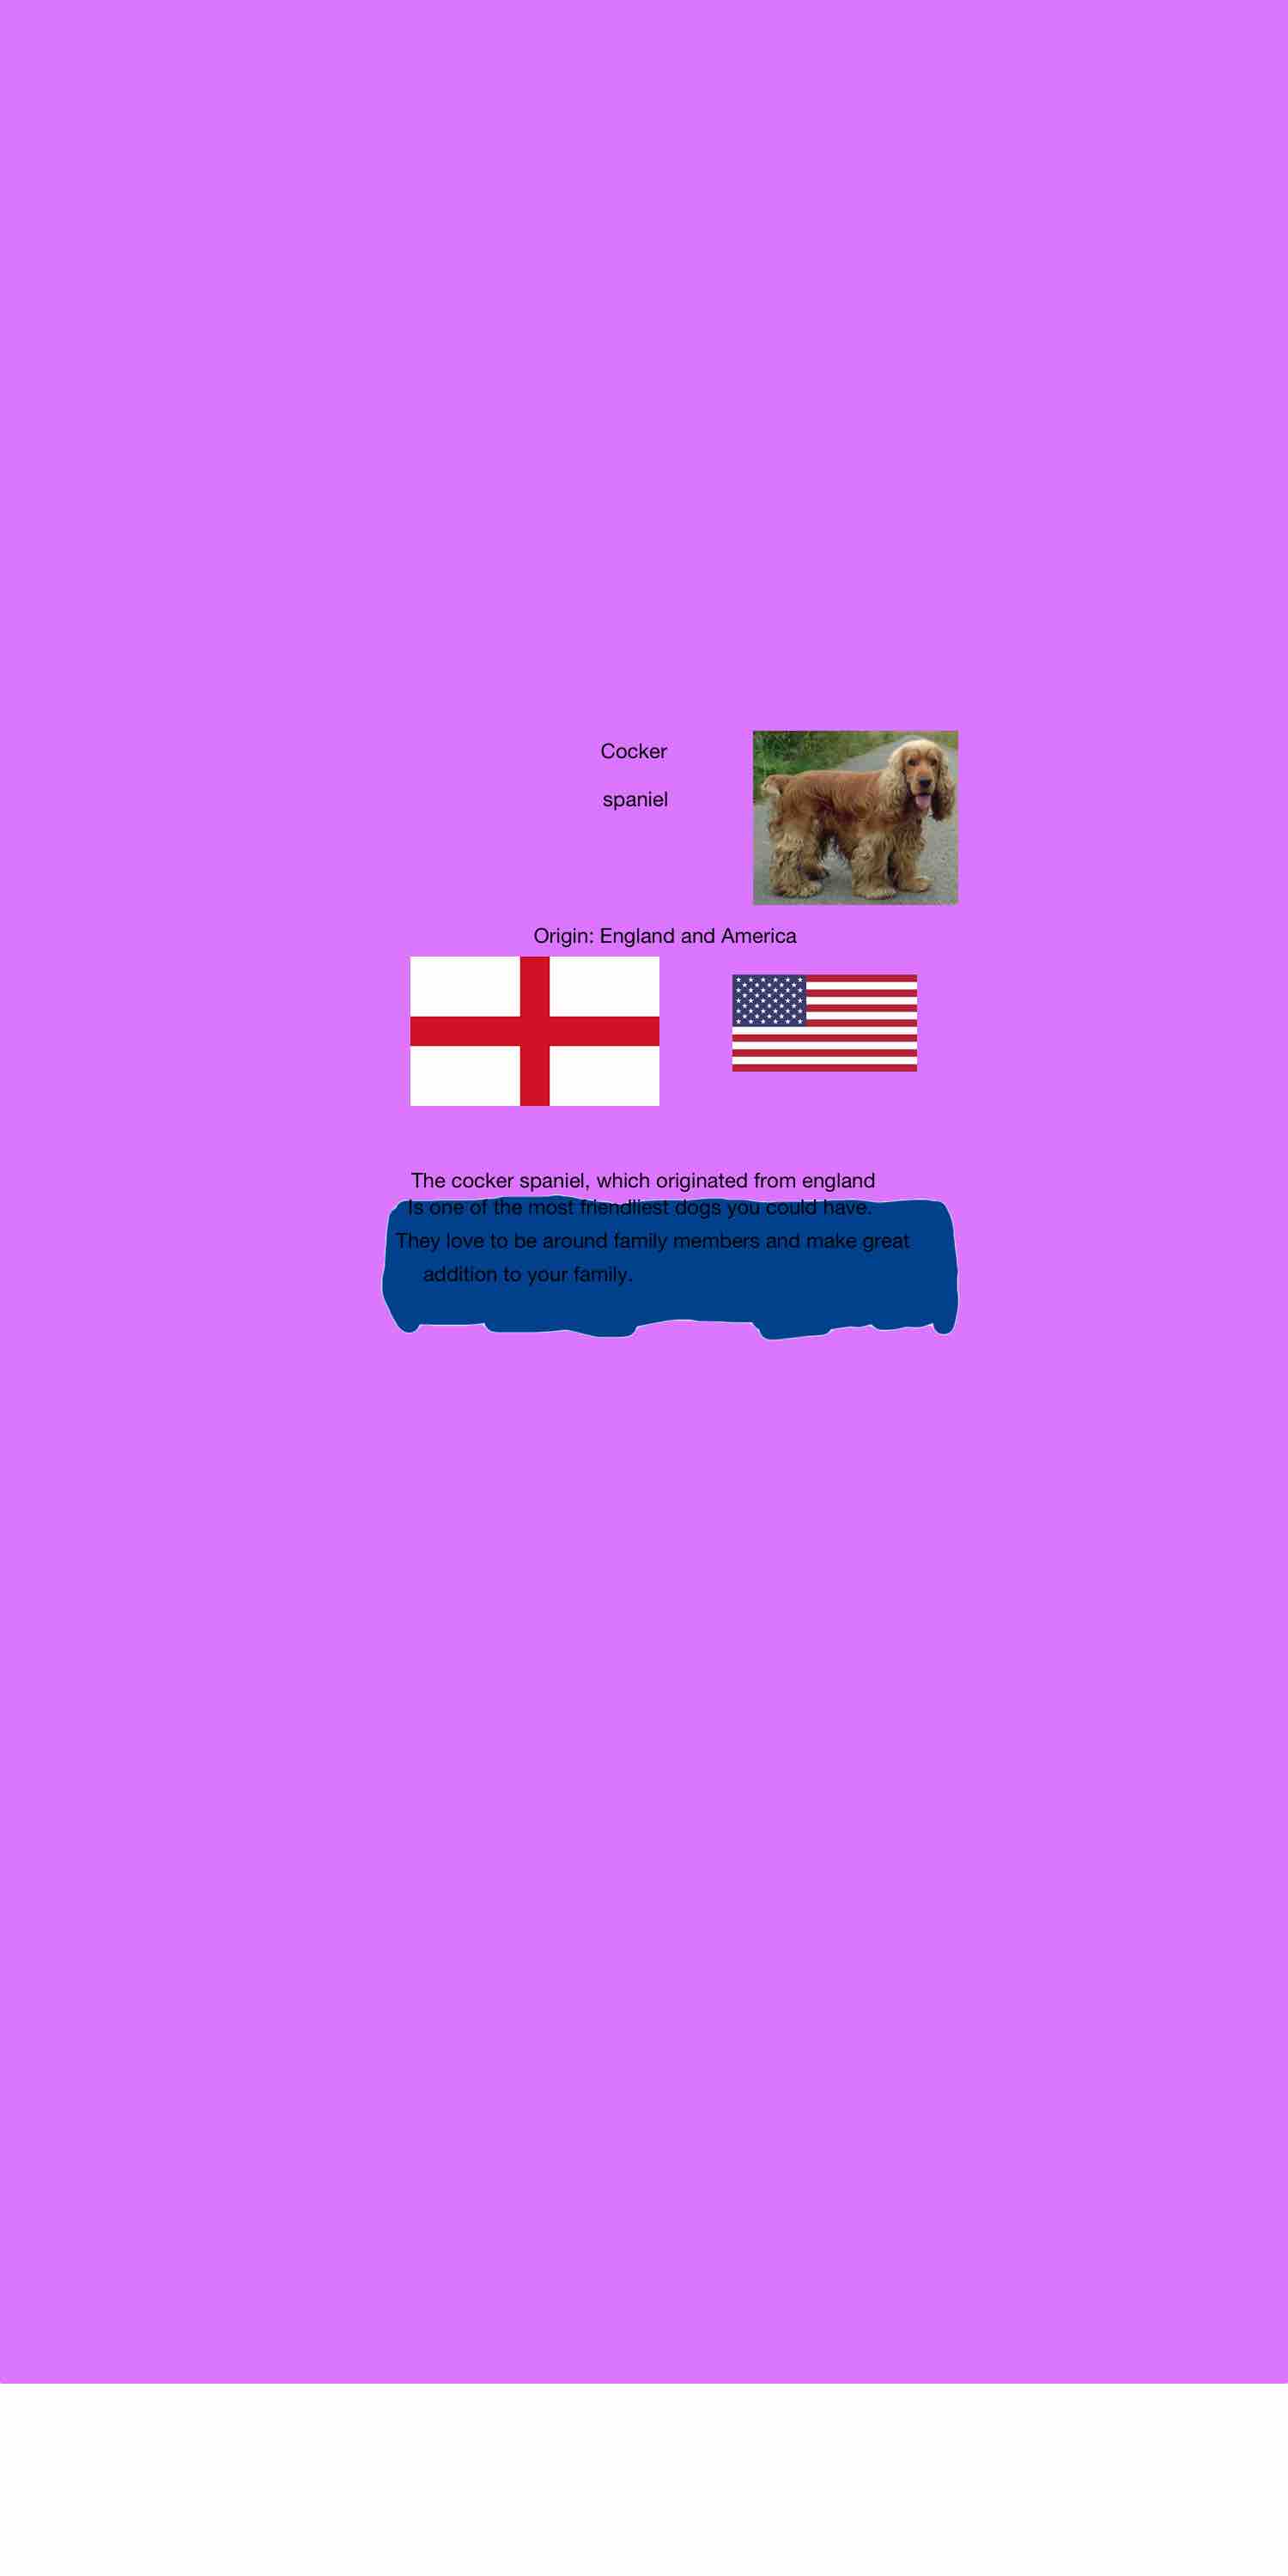 Cocker
spaniel
Origin: England and America
The cocker spaniel, which originated from england
Is one of the most friendliest dogs you could have.
They love to be around family members and make great
addition to your family.